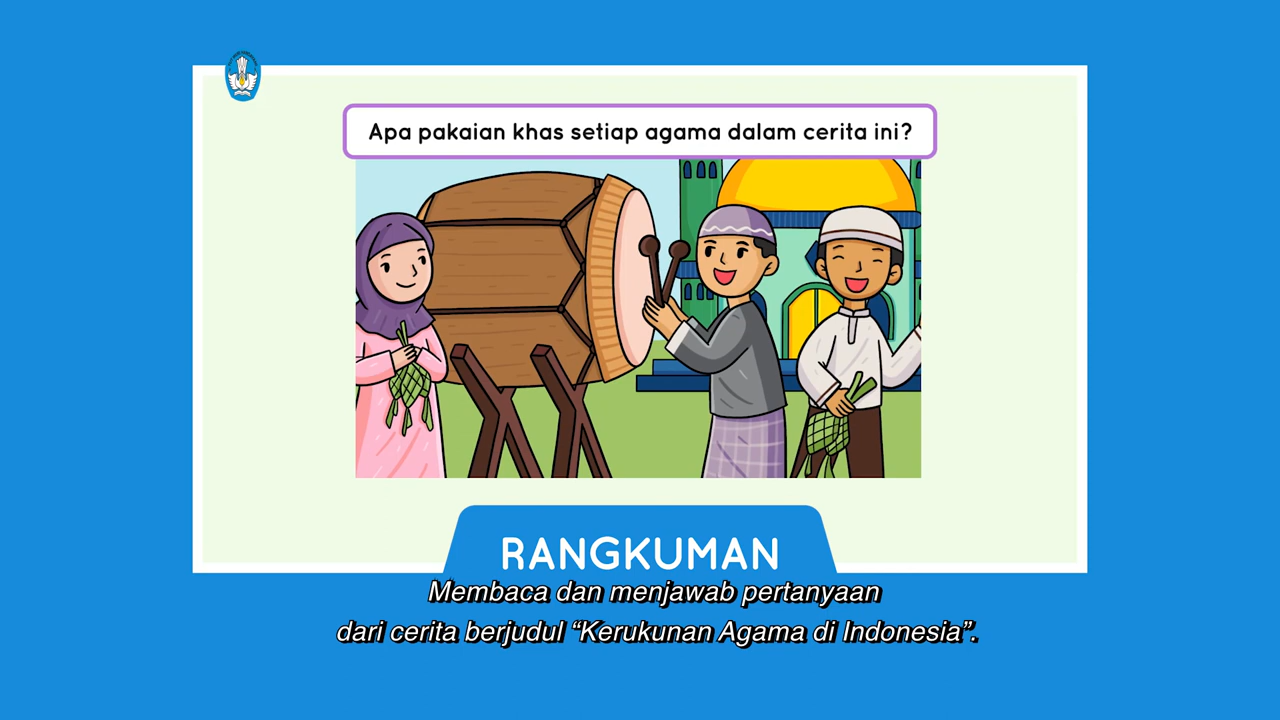 Apa pakaian khas setiap agama dalam cerita ini?
RANGKUMAN
Membaca dan menjawab pertanyaan
dari cerita berjudul “Kerukunan Agama di Indonesia”.